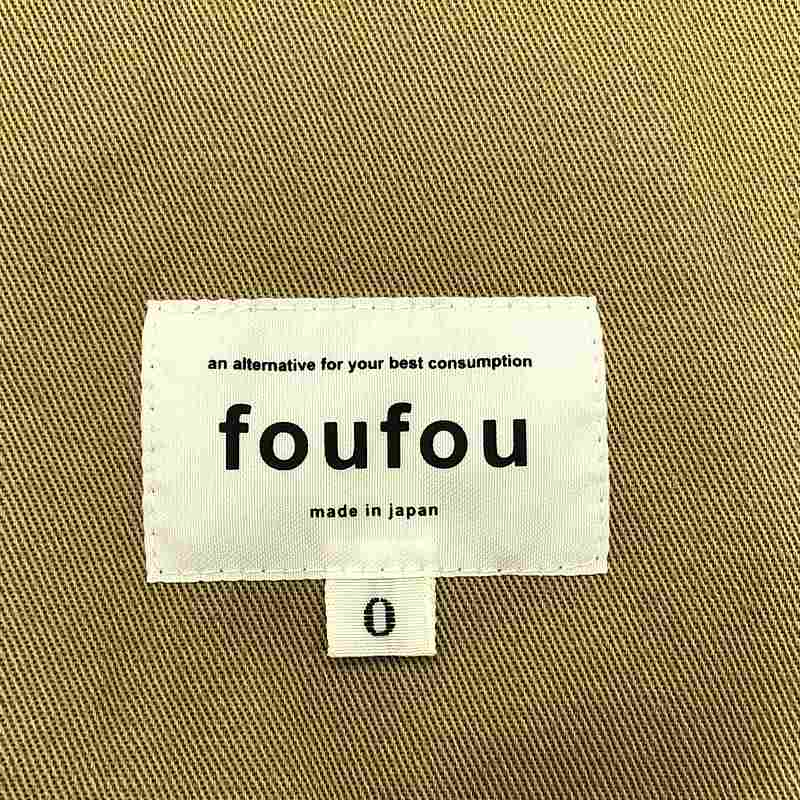 an alternative for your best consumption
foufou
made in japan
0